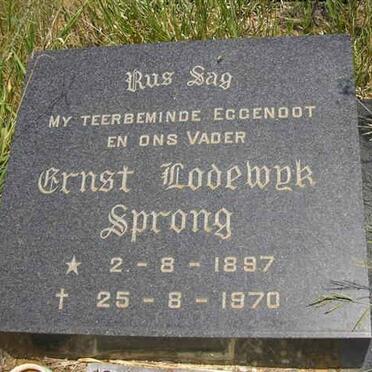 Rus Sag
MY TEERBEMINDE EGGENOOT
EN ONS VADER
Ernst Lodewyk
Sprong
★ 2 - 8 - 1897
† 25 - 8 - 1970